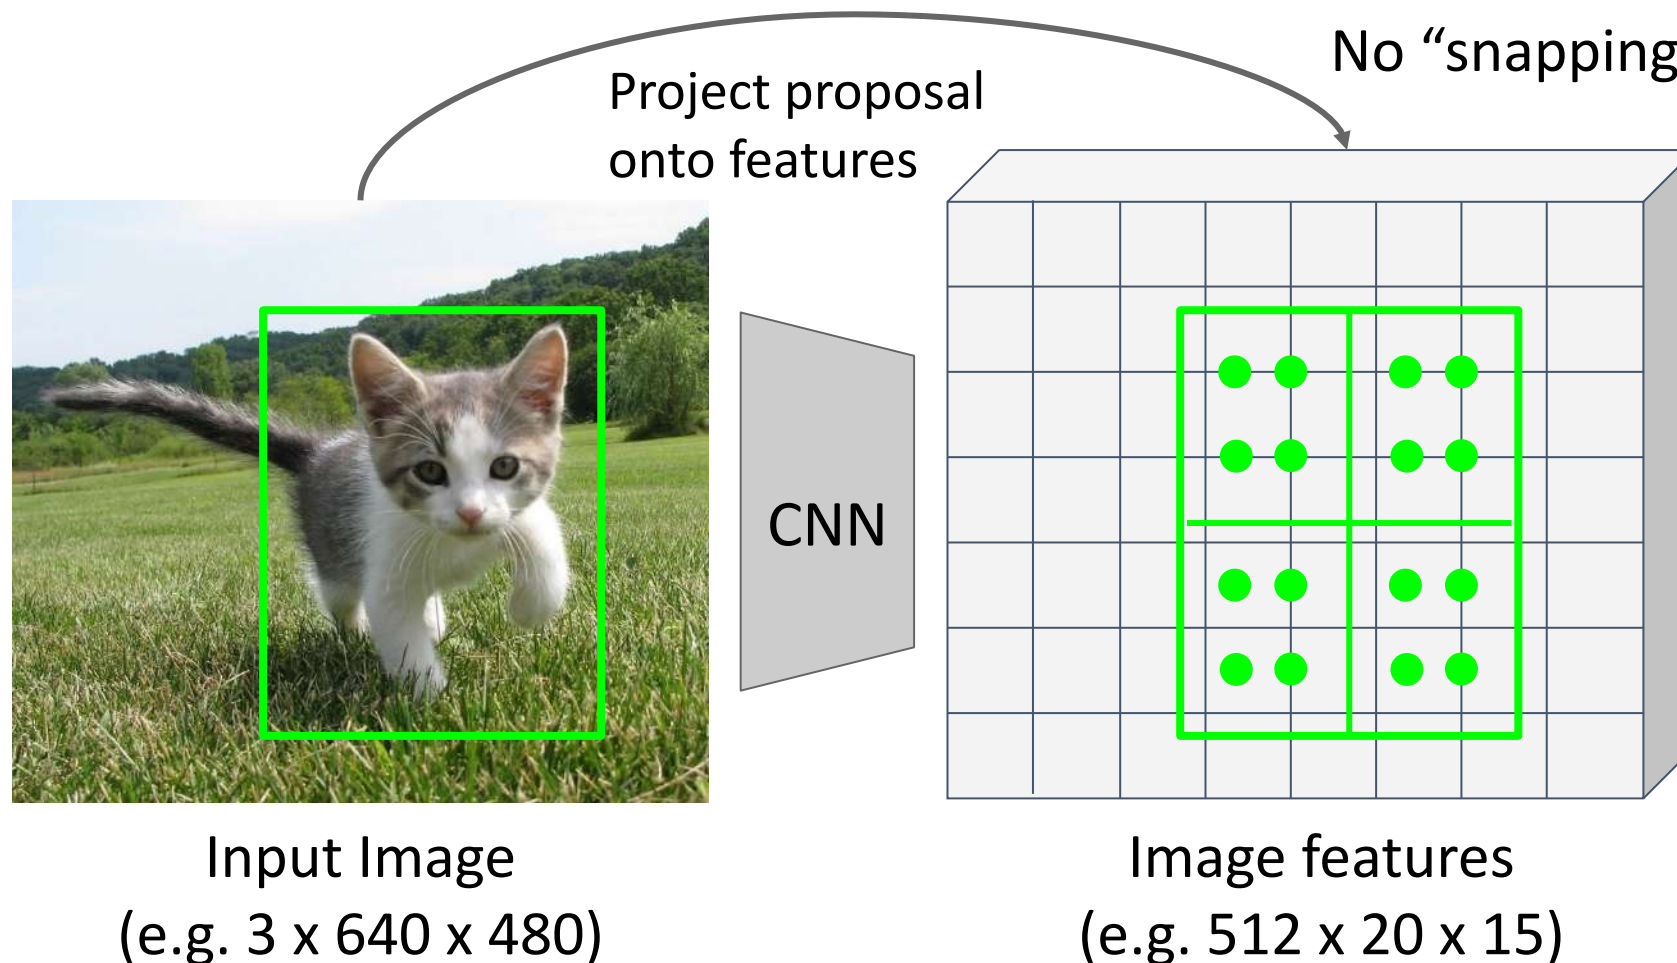 No “snapping
Project proposal
onto features
CNN
Input Image
(e.g. 3 x 640 x 480)
Image features
(e.g. 512 x 20 x 15)